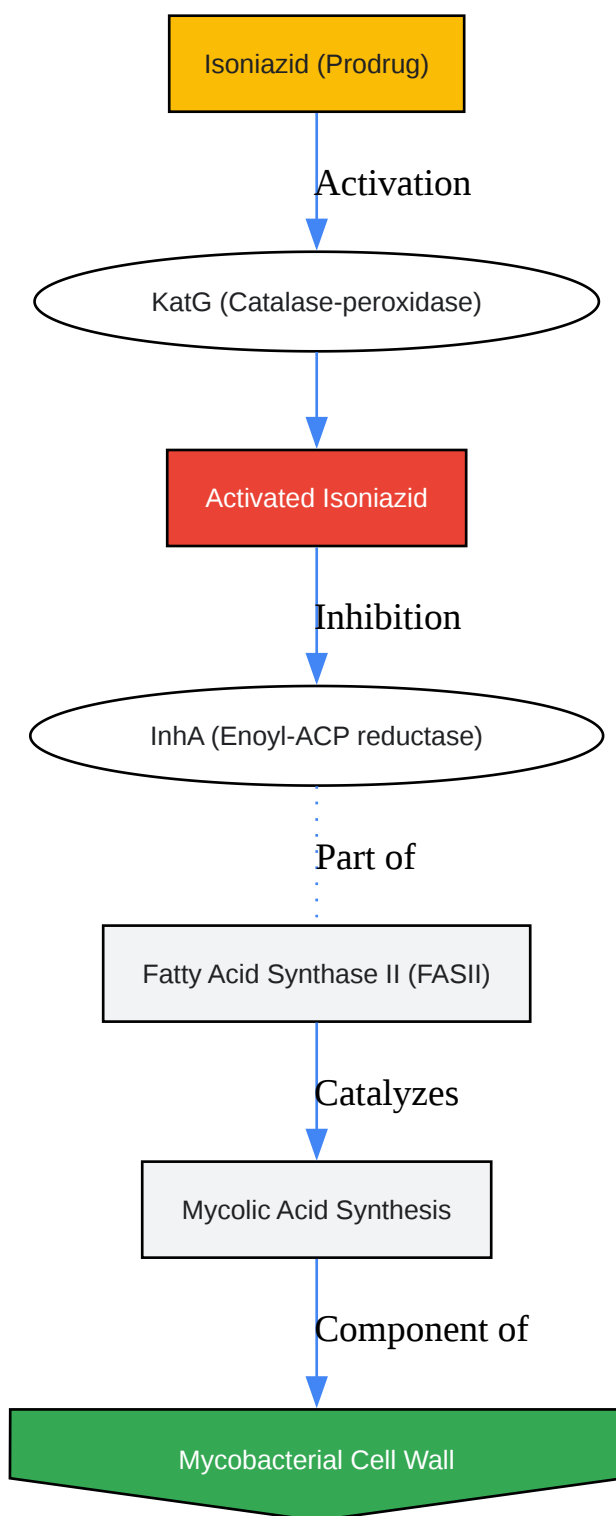 Isoniazid (Prodrug)
Activation
KatG (Catalase-peroxidase)
Activated Isoniazid
Inhibition
InhA (Enoyl-ACP reductase)
Part of
Fatty Acid Synthase II (FASII)
Catalyzes
Mycolic Acid Synthesis
Component of
Mycobacterial Cell Wall